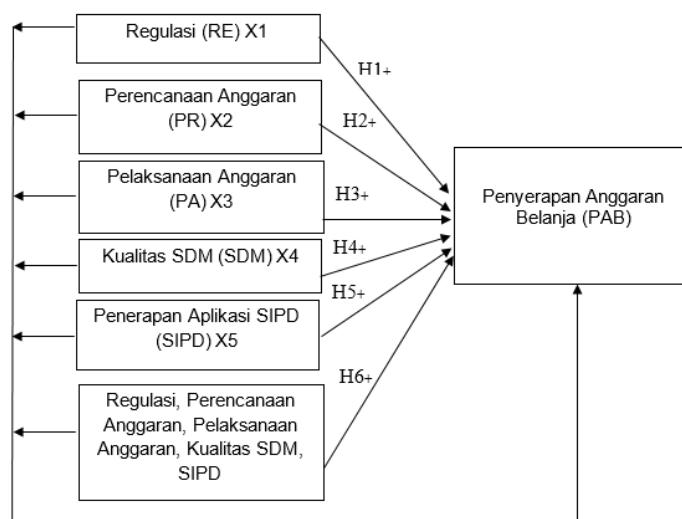 Regulasi (RE) X1
H1+
Perencanaan Anggaran
(PR) X2
H2+
Pelaksanaan Anggaran
(PA) X3
H3+
Kualitas SDM (SDM) X4
H4+
Penerapan Aplikasi SIPD
(SIPD) X5
H5+
Regulasi, Perencanaan
Anggaran, Pelaksanaan
Anggaran, Kualitas SDM,
SIPD
H6+
Penyerapan Anggaran
Belanja (PAB)